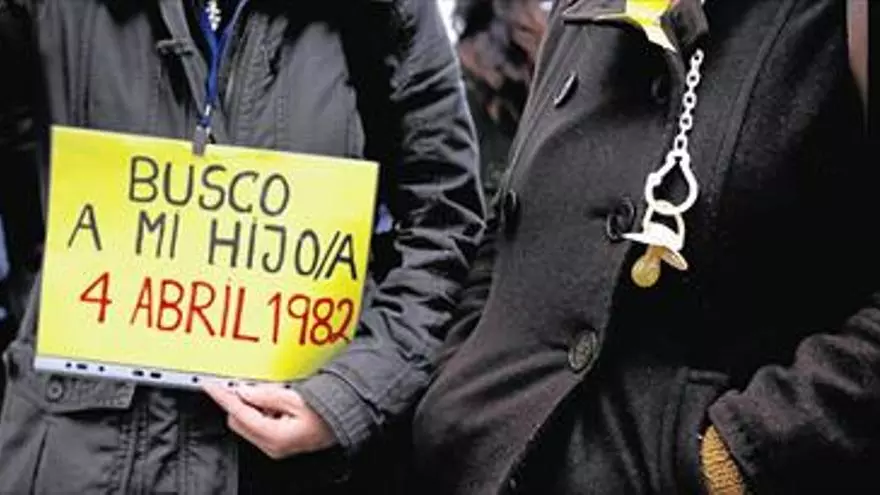 BUSCO
A MI HIJO/A
4 ABRIL 1982